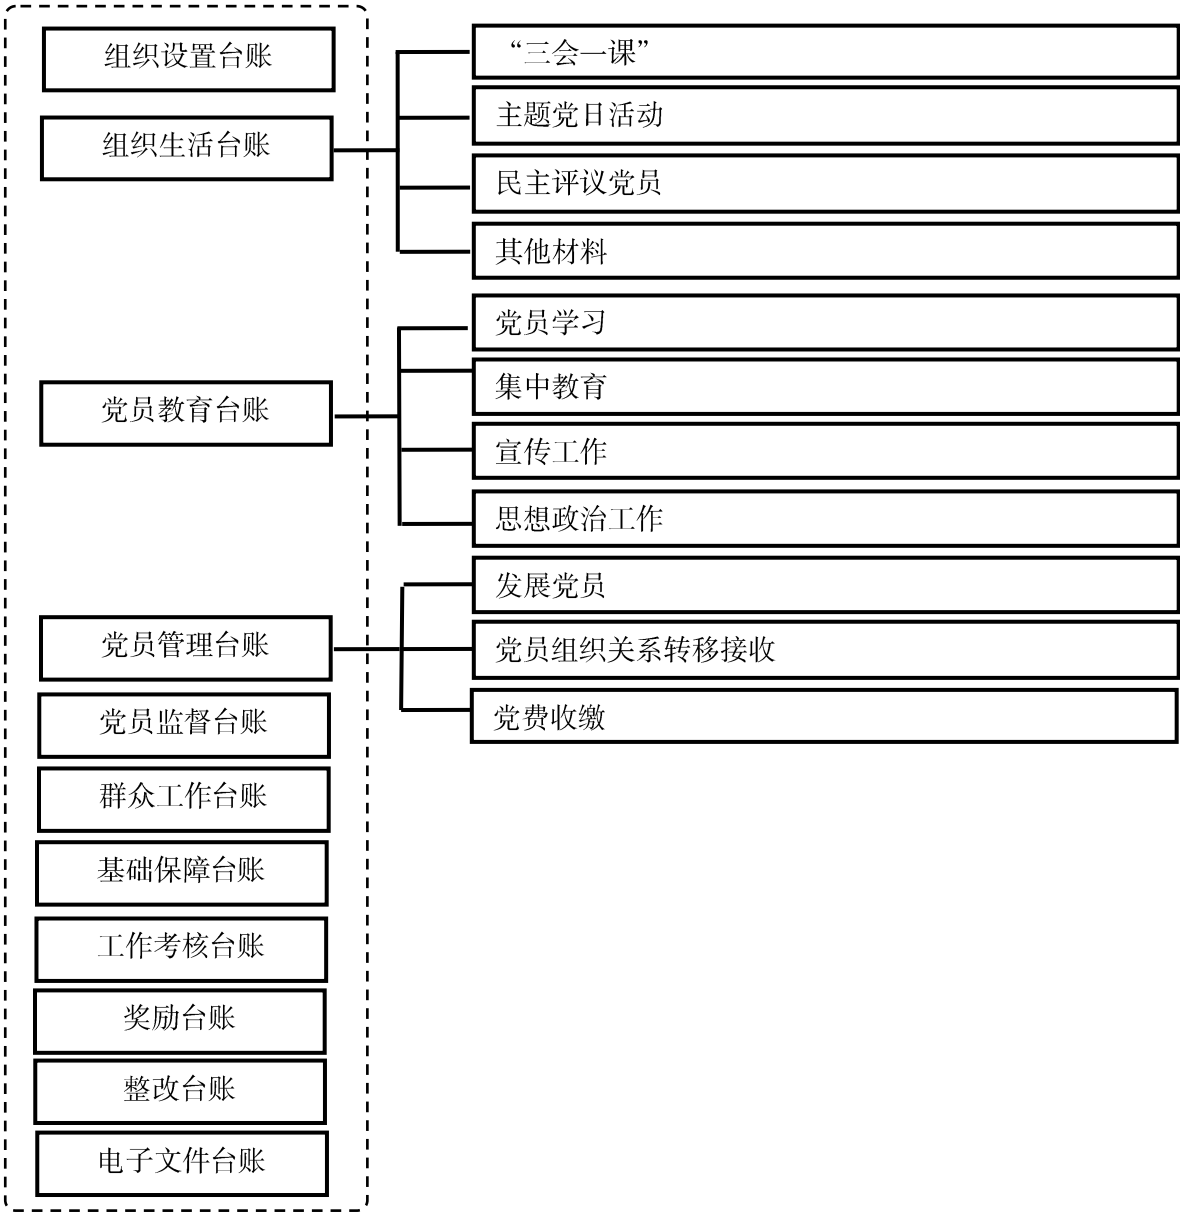 组织设置台账
组织生活台账
“三会一课”
主题党日活动
民主评议党员
其他材料
党员教育台账
党员学习
集中教育
宣传工作
思想政治工作
党员管理台账
发展党员
党员组织关系转移接收
党费收缴
党员监督台账
群众工作台账
基础保障台账
工作考核台账
奖励台账
整改台账
电子文件台账